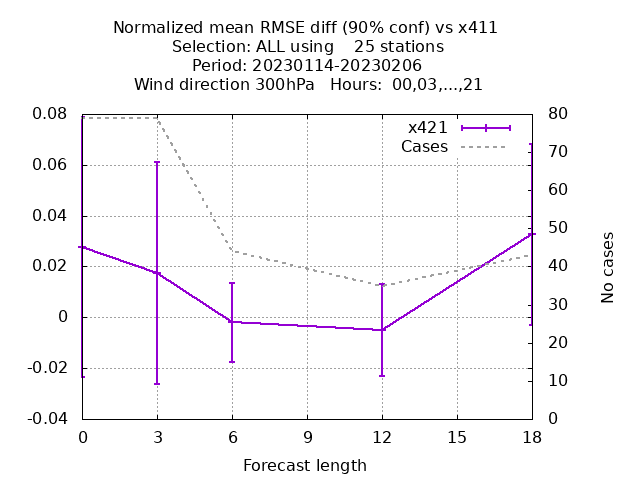 Normalized mean RMSE diff (90% conf) vs x411
Selection: ALL using    25 stations
Period: 20230114-20230206
Wind direction 300hPa   Hours:  00,03,...,21
x421
Cases
0.08
0.06
0.04
0.02
0
-0.02
-0.04
80
70
60
50
40
30
20
10
0
No cases
0 3 6 9 12 15 18
Forecast length